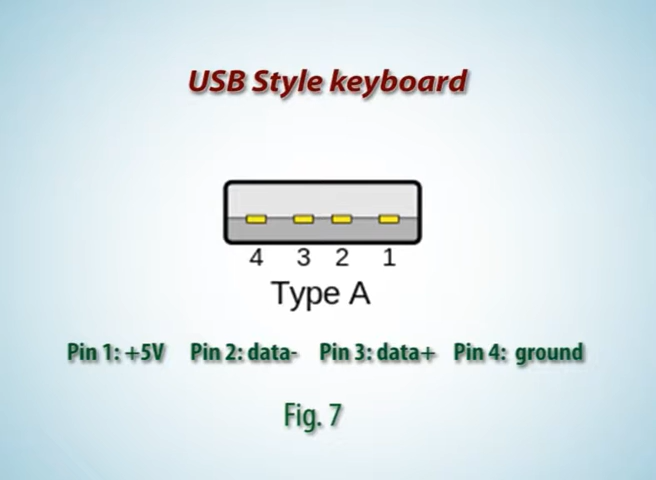 USB Style keyboard
4 3 2 1
Type A
Pin 1: +5V Pin 2: data- Pin 3: data+ Pin 4: ground
Fig. 7